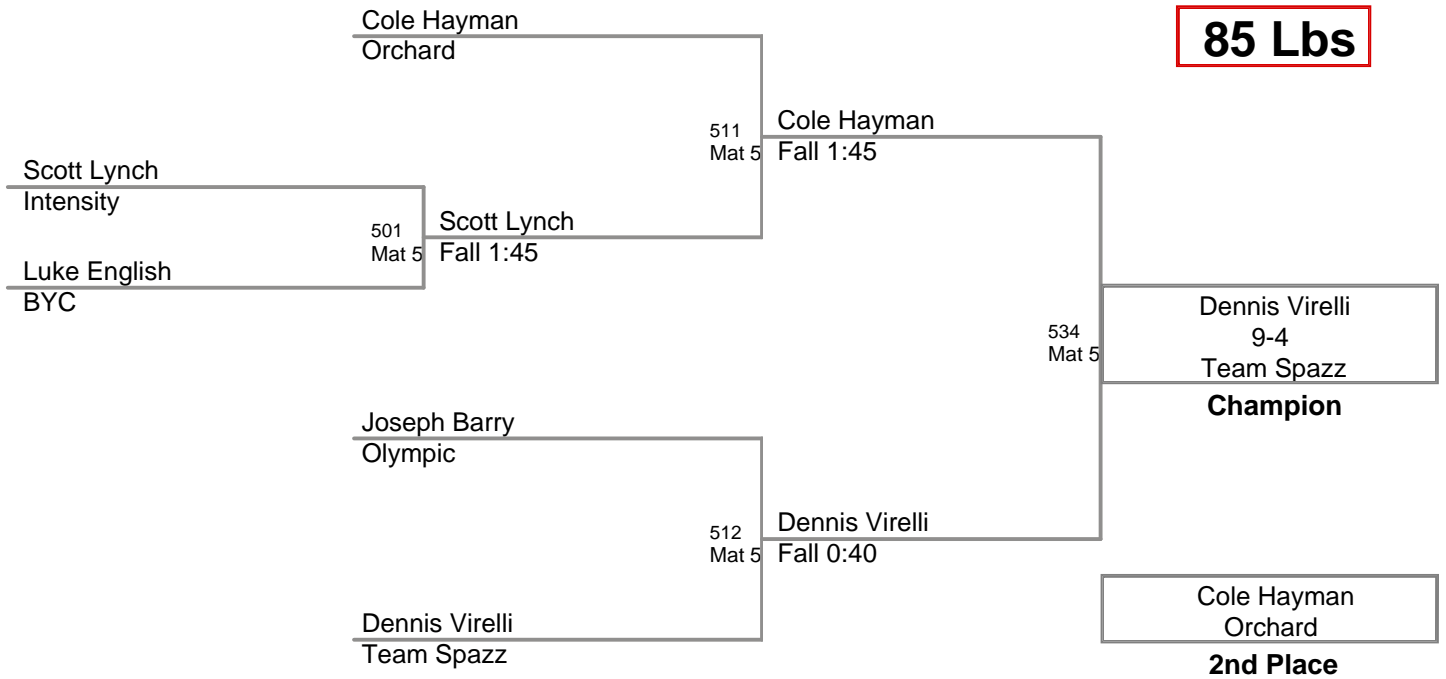 Cole Hayman
Orchard
85 Lbs
511
Mat 5
Cole Hayman
Fall 1:45
Scott Lynch
Intensity
501
Mat 5
Scott Lynch
Fall 1:45
Luke English
BYC
Dennis Virelli
9-4
Team Spazz
Champion
534
Mat 5
Joseph Barry
Olympic
512
Mat 5
Dennis Virelli
Fall 0:40
Dennis Virelli
Team Spazz
Cole Hayman
Orchard
2nd Place